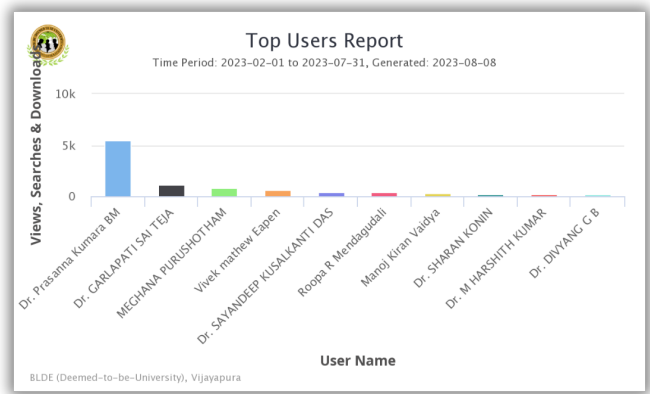 Top Users Report
Time Period: 2023-02-01 to 2023-07-31, Generated: 2023-08-08
Views, Searches & Downloads
10k
5k
0
Dr. Prasanna Kumara BM
Dr. GARLAPATI SAI TEJA
MEGHANA PURUSHOTHAM
Vivek mathew Eapen
Dr. SAYANDEEP KUSALKANTI DAS
Roopa R Mendagudali
Manoj Kiran Vaidya
Dr. SHARAN KONIN
Dr. M HARSHITH KUMAR
Dr. DIVYANG G B
User Name
BLDE (Deemed-to-be-University), Vijayapura